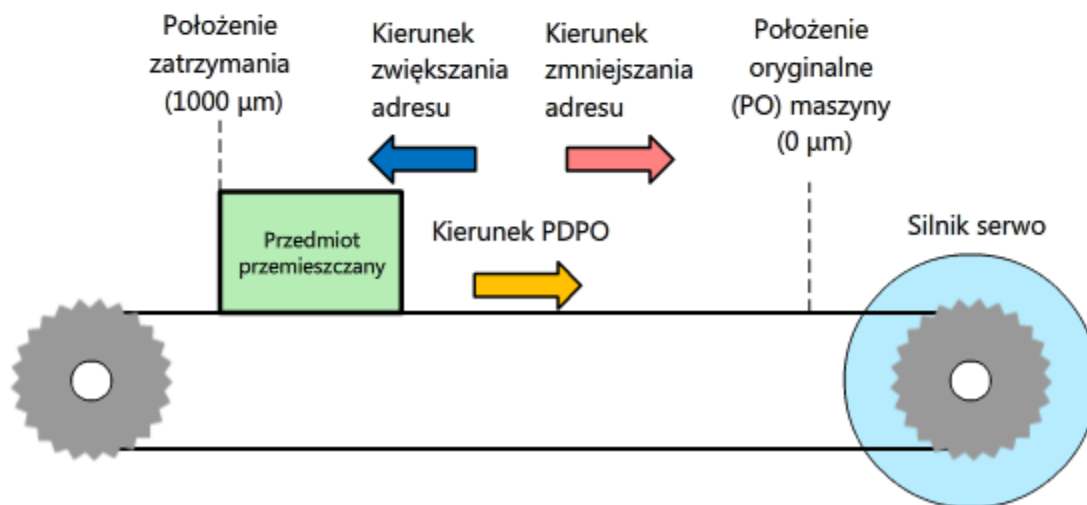 Położenie
zatrzymania
(1000 µm)
Kierunek
zwiększania
adresu
Kierunek
zmniejszania
adresu
Położenie
oryginalne
(PO) maszyny
(0 µm)
Przedmiot
przemieszczany
Kierunek PDPO
Silnik serwo